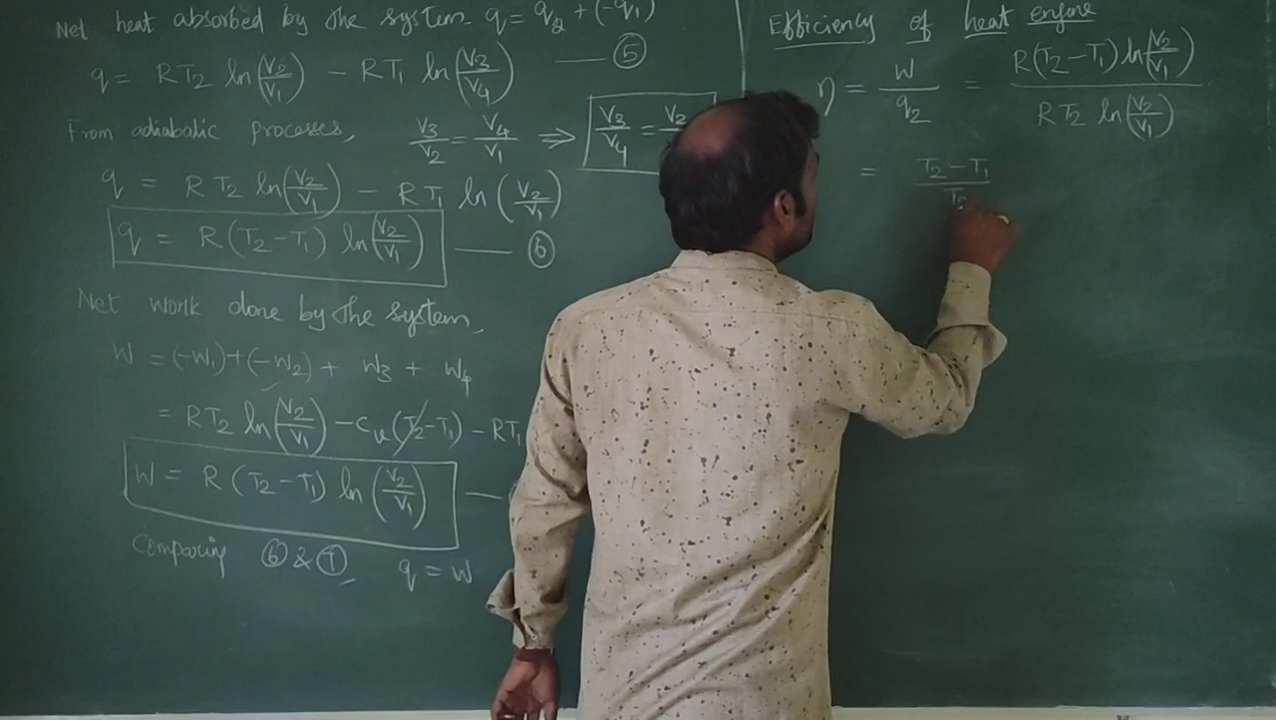 Net heat absorbed by the system. q = q₂ + (-q₁)
q = RT₂ ln(V₂/V₁) - RT₁ ln(V₃/V₄) — ⑤
From adiabatic processes, V₃/V₂ = V₄/V₁ ⇒ V₃/V₄ = V₂
q = RT₂ ln(V₂/V₁) - RT₁ ln(V₂/V₁)
q = R(T₂-T₁) ln(V₂/V₁) — ⑥
Net work done by the system,
W = (-W₁)+(-W₂) + W₃ + W₄
= RT₂ ln(V₂/V₁) - Cᵥ(T₂-T₁) - RT₁
W = R(T₂-T₁) ln(V₂/V₁) —
Comparing ⑥ & ⑦, q = W
Efficiency of heat engine
η = W/q₂ = R(T₂-T₁) ln(V₂/V₁) / RT₂ ln(V₂/V₁)
= T₂-T₁/T₂